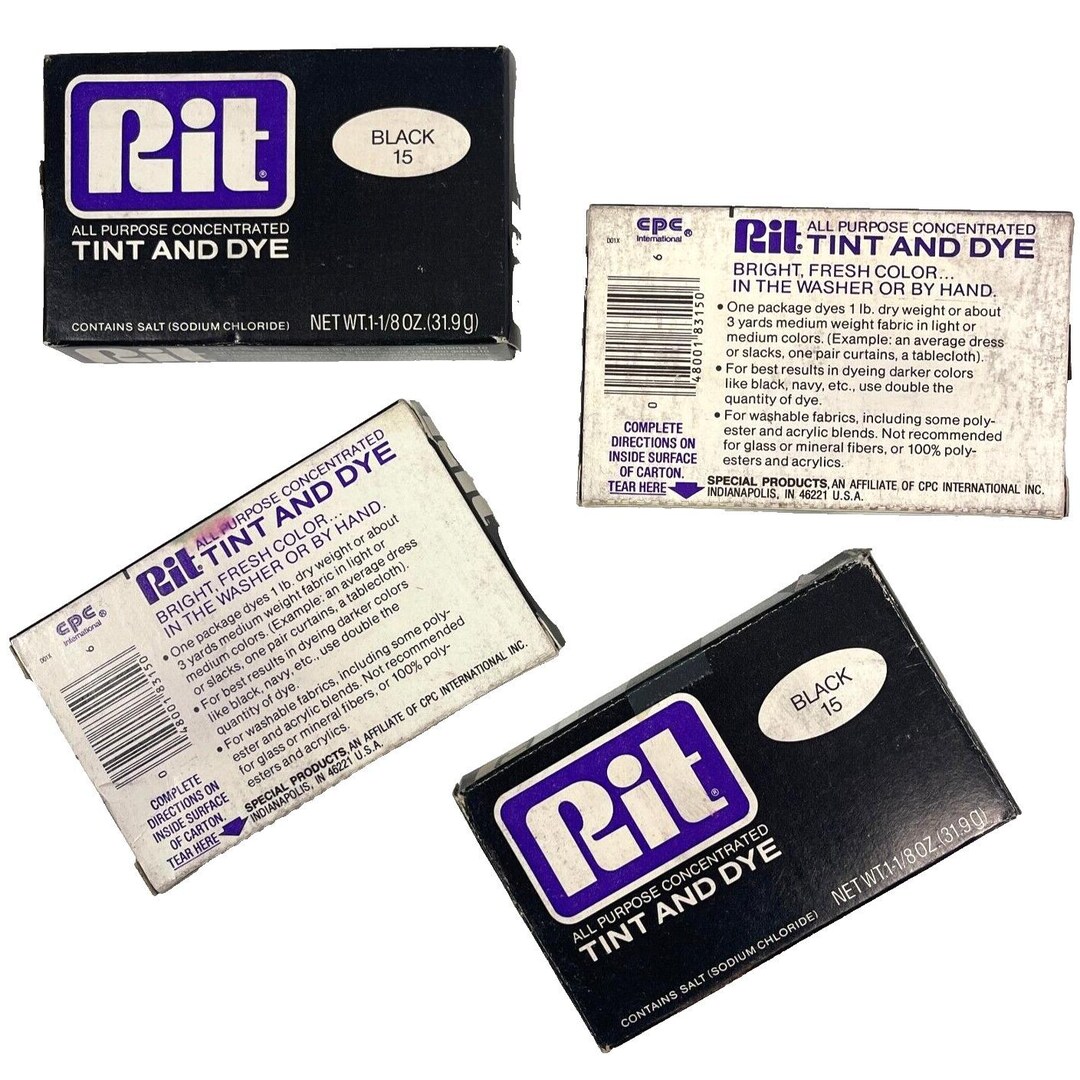 Rit®
BLACK
15
ALL PURPOSE CONCENTRATED
TINT AND DYE
CONTAINS SALT (SODIUM CHLORIDE) NET WT.1-1/8 OZ.(31.9 g)
Rit
cpc ®
International
001X
Rit ALL PURPOSE CONCENTRATED
TINT AND DYE
BRIGHT, FRESH COLOR...
IN THE WASHER OR BY HAND.
• One package dyes 1 lb. dry weight or about
3 yards medium weight fabric in light or
medium colors. (Example: an average dress
or slacks, one pair curtains, a tablecloth).
• For best results in dyeing darker colors
like black, navy, etc., use double the
quantity of dye.
• For washable fabrics, including some poly-
ester and acrylic blends. Not recommended
for glass or mineral fibers, or 100% poly-
esters and acrylics.
9
48001 83150
0
COMPLETE
DIRECTIONS ON
INSIDE SURFACE
OF CARTON.
TEAR HERE
SPECIAL PRODUCTS, AN AFFILIATE OF CPC INTERNATIONAL INC.
INDIANAPOLIS, IN 46221 U.S.A.
cpc ®
International
001X
Rit ALL PURPOSE CONCENTRATED
TINT AND DYE
BRIGHT, FRESH COLOR...
IN THE WASHER OR BY HAND.
• One package dyes 1 lb. dry weight or about
3 yards medium weight fabric in light or
medium colors. (Example: an average dress
or slacks, one pair curtains, a tablecloth).
• For best results in dyeing darker colors
like black, navy, etc., use double the
quantity of dye.
• For washable fabrics, including some poly-
ester and acrylic blends. Not recommended
for glass or mineral fibers, or 100% poly-
esters and acrylics.
9
48001 83150
0
COMPLETE
DIRECTIONS ON
INSIDE SURFACE
OF CARTON.
TEAR HERE
SPECIAL PRODUCTS, AN AFFILIATE OF CPC INTERNATIONAL INC.
INDIANAPOLIS, IN 46221 U.S.A.
Rit®
BLACK
15
ALL PURPOSE CONCENTRATED
TINT AND DYE
CONTAINS SALT (SODIUM CHLORIDE) NET WT.1-1/8 OZ.(31.9 g)